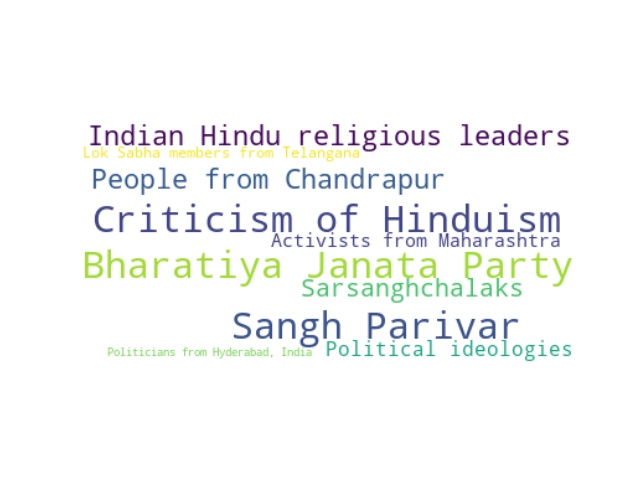 Indian Hindu religious leaders
Lok Sabha members from Telangana
People from Chandrapur
Criticism of Hinduism
Activists from Maharashtra
Bharatiya Janata Party
Sarsanghchalaks
Sangh Parivar
Politicians from Hyderabad, India
Political ideologies